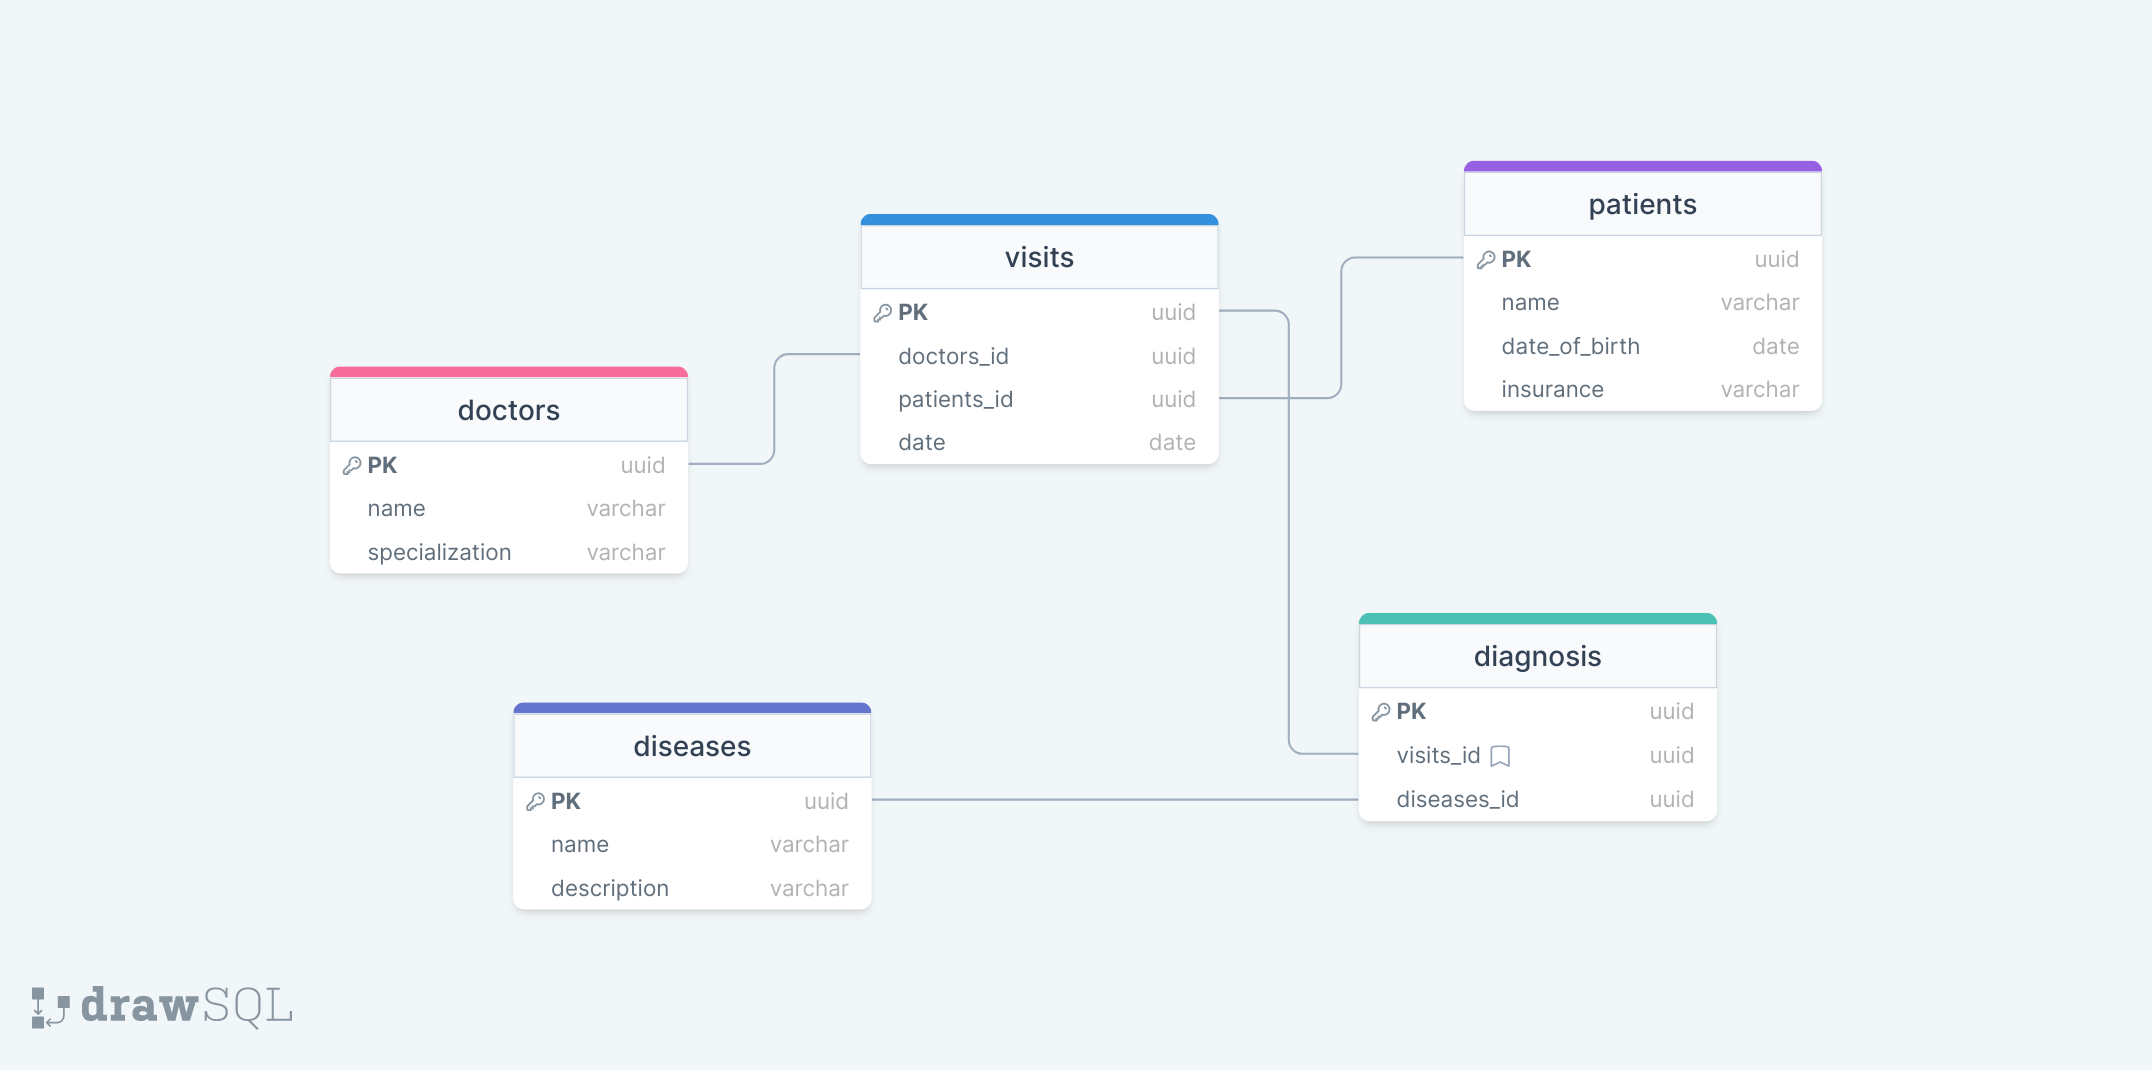 patients
PK uuid
name varchar
date_of_birth date
insurance varchar
visits
PK uuid
doctors_id uuid
patients_id uuid
date date
doctors
PK uuid
name varchar
specialization varchar
diagnosis
PK uuid
visits_id uuid
diseases_id uuid
diseases
PK uuid
name varchar
description varchar
drawSQL